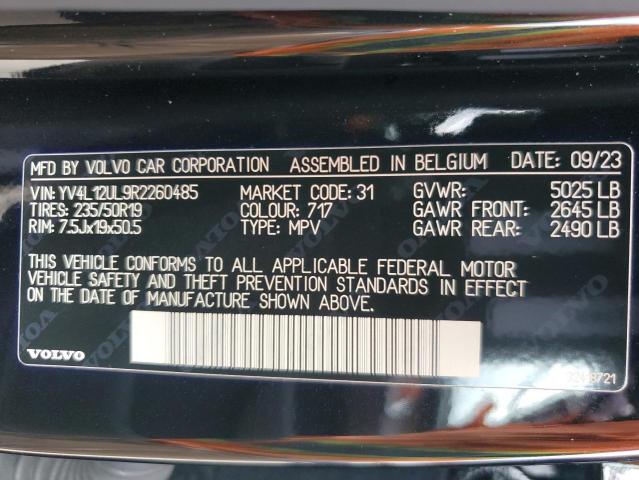 MFD BY VOLVO CAR CORPORATION ASSEMBLED IN BELGIUM DATE: 09/23
VIN: YV4L12UL9R2260485 MARKET CODE: 31 GVWR: 5025 LB
TIRES: 235/50R19 COLOUR: 717 GAWR FRONT: 2645 LB
RIM: 7.5Jx19x50.5 TYPE: MPV GAWR REAR: 2490 LB
THIS VEHICLE CONFORMS TO ALL APPLICABLE FEDERAL MOTOR
VEHICLE SAFETY AND THEFT PREVENTION STANDARDS IN EFFECT
ON THE DATE OF MANUFACTURE SHOWN ABOVE.
VOLVO